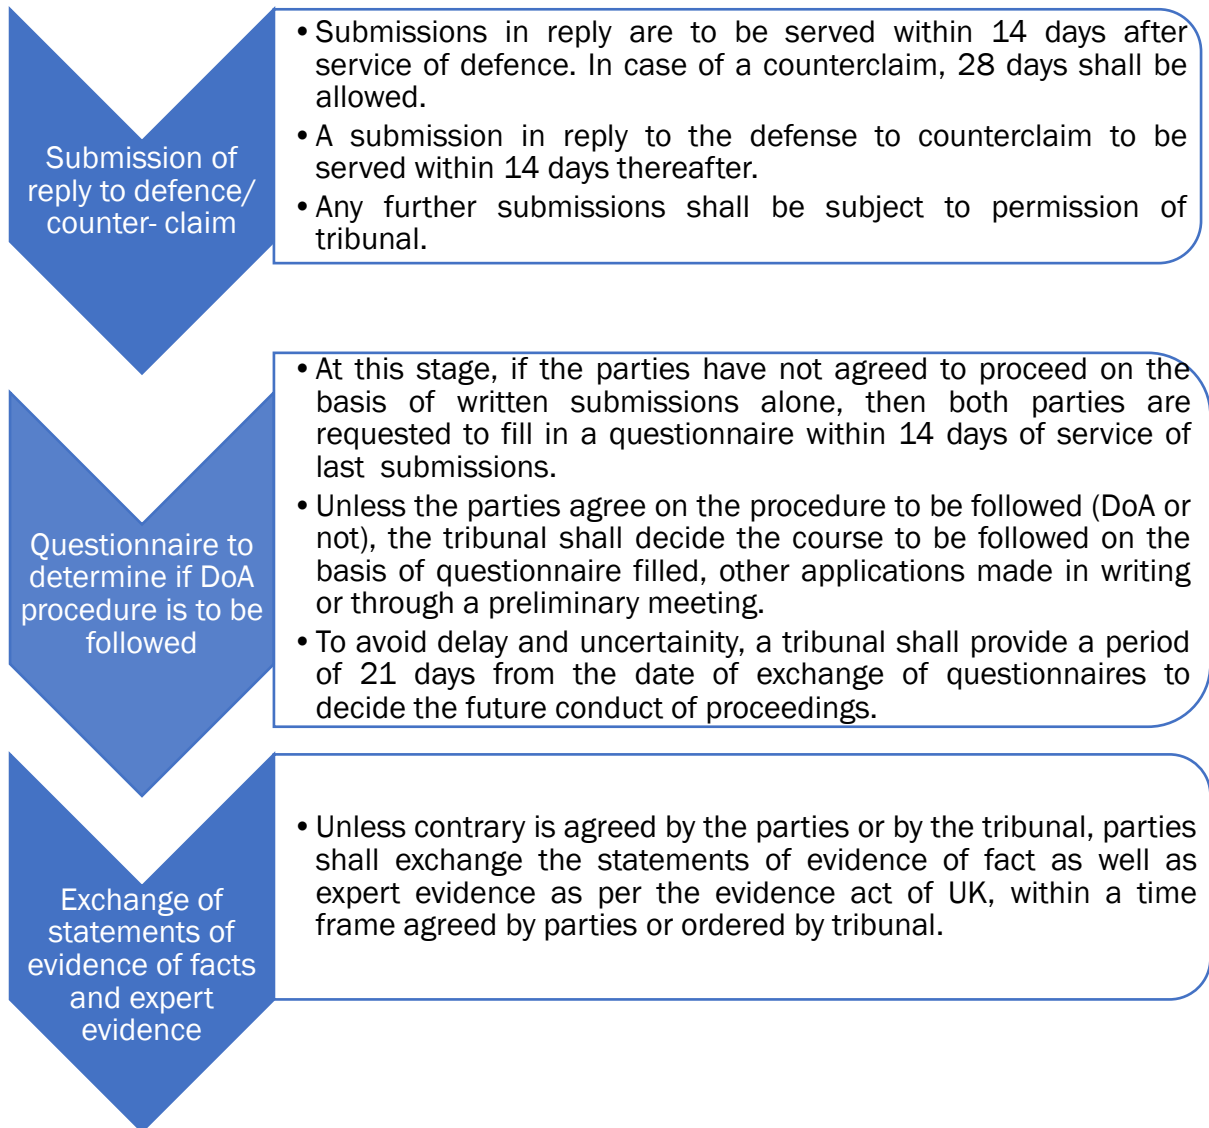 Submission of
reply to defence/
counter- claim
• Submissions in reply are to be served within 14 days after
service of defence. In case of a counterclaim, 28 days shall be
allowed.
• A submission in reply to the defense to counterclaim to be
served within 14 days thereafter.
• Any further submissions shall be subject to permission of
tribunal.
Questionnaire to
determine if DoA
procedure is to be
followed
• At this stage, if the parties have not agreed to proceed on the
basis of written submissions alone, then both parties are
requested to fill in a questionnaire within 14 days of service of
last submissions.
• Unless the parties agree on the procedure to be followed (DoA or
not), the tribunal shall decide the course to be followed on the
basis of questionnaire filled, other applications made in writing
or through a preliminary meeting.
• To avoid delay and uncertainity, a tribunal shall provide a period
of 21 days from the date of exchange of questionnaires to
decide the future conduct of proceedings.
Exchange of
statements of
evidence of facts
and expert
evidence
• Unless contrary is agreed by the parties or by the tribunal, parties
shall exchange the statements of evidence of fact as well as
expert evidence as per the evidence act of UK, within a time
frame agreed by parties or ordered by tribunal.